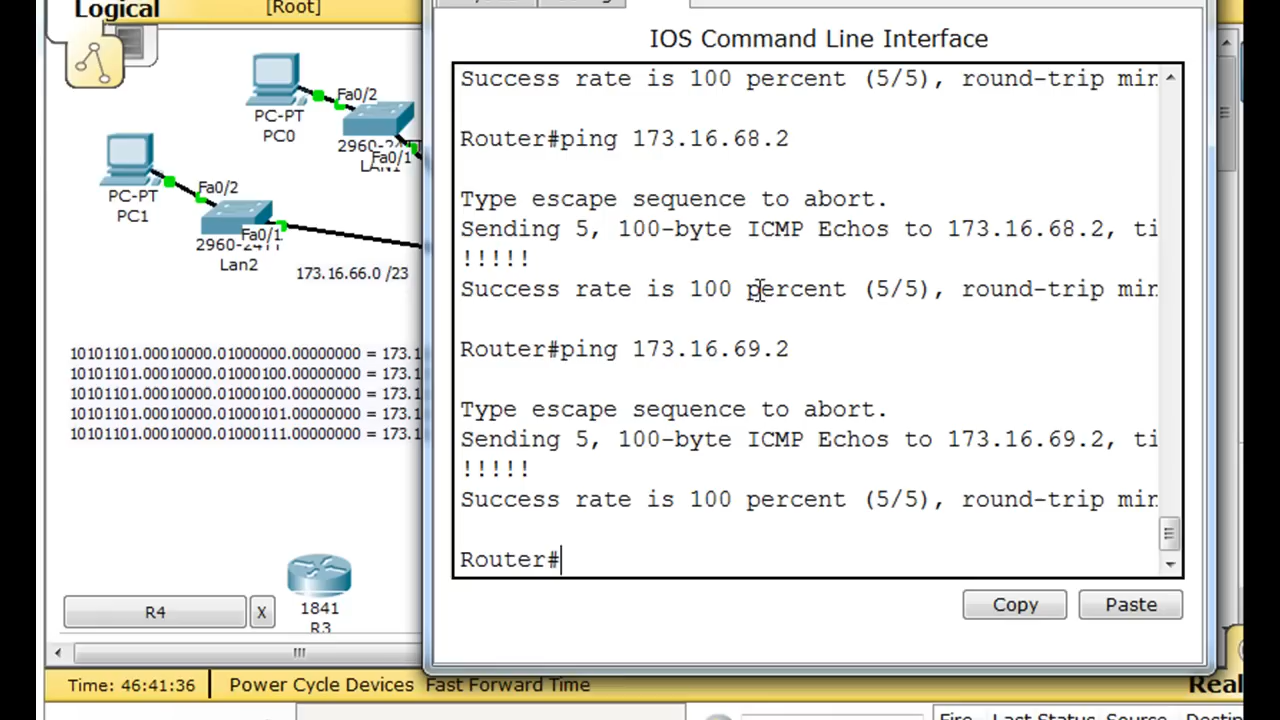 Logical
[Root]
PC-PT
PC0
Fa0/2
Fa0/1
PC-PT
PC1
Fa0/2
Fa0/1
Lan2
173.16.66.0 /23
10101101.00010000.01000000.00000000 = 173.1
10101101.00010000.01000100.00000000 = 173.1
10101101.00010000.01000100.00000000 = 173.1
10101101.00010000.01000101.00000000 = 173.1
10101101.00010000.01000111.00000000 = 173.1
1841
R3
R4
X
IOS Command Line Interface
Success rate is 100 percent (5/5), round-trip min
Router#ping 173.16.68.2
Type escape sequence to abort.
Sending 5, 100-byte ICMP Echos to 173.16.68.2, ti
!!!!!
Success rate is 100 percent (5/5), round-trip min
Router#ping 173.16.69.2
Type escape sequence to abort.
Sending 5, 100-byte ICMP Echos to 173.16.69.2, ti
!!!!!
Success rate is 100 percent (5/5), round-trip min
Router#
Copy
Paste
Time: 46:41:36
Power Cycle Devices
Fast Forward Time
Real
Fire
Last Status
Source